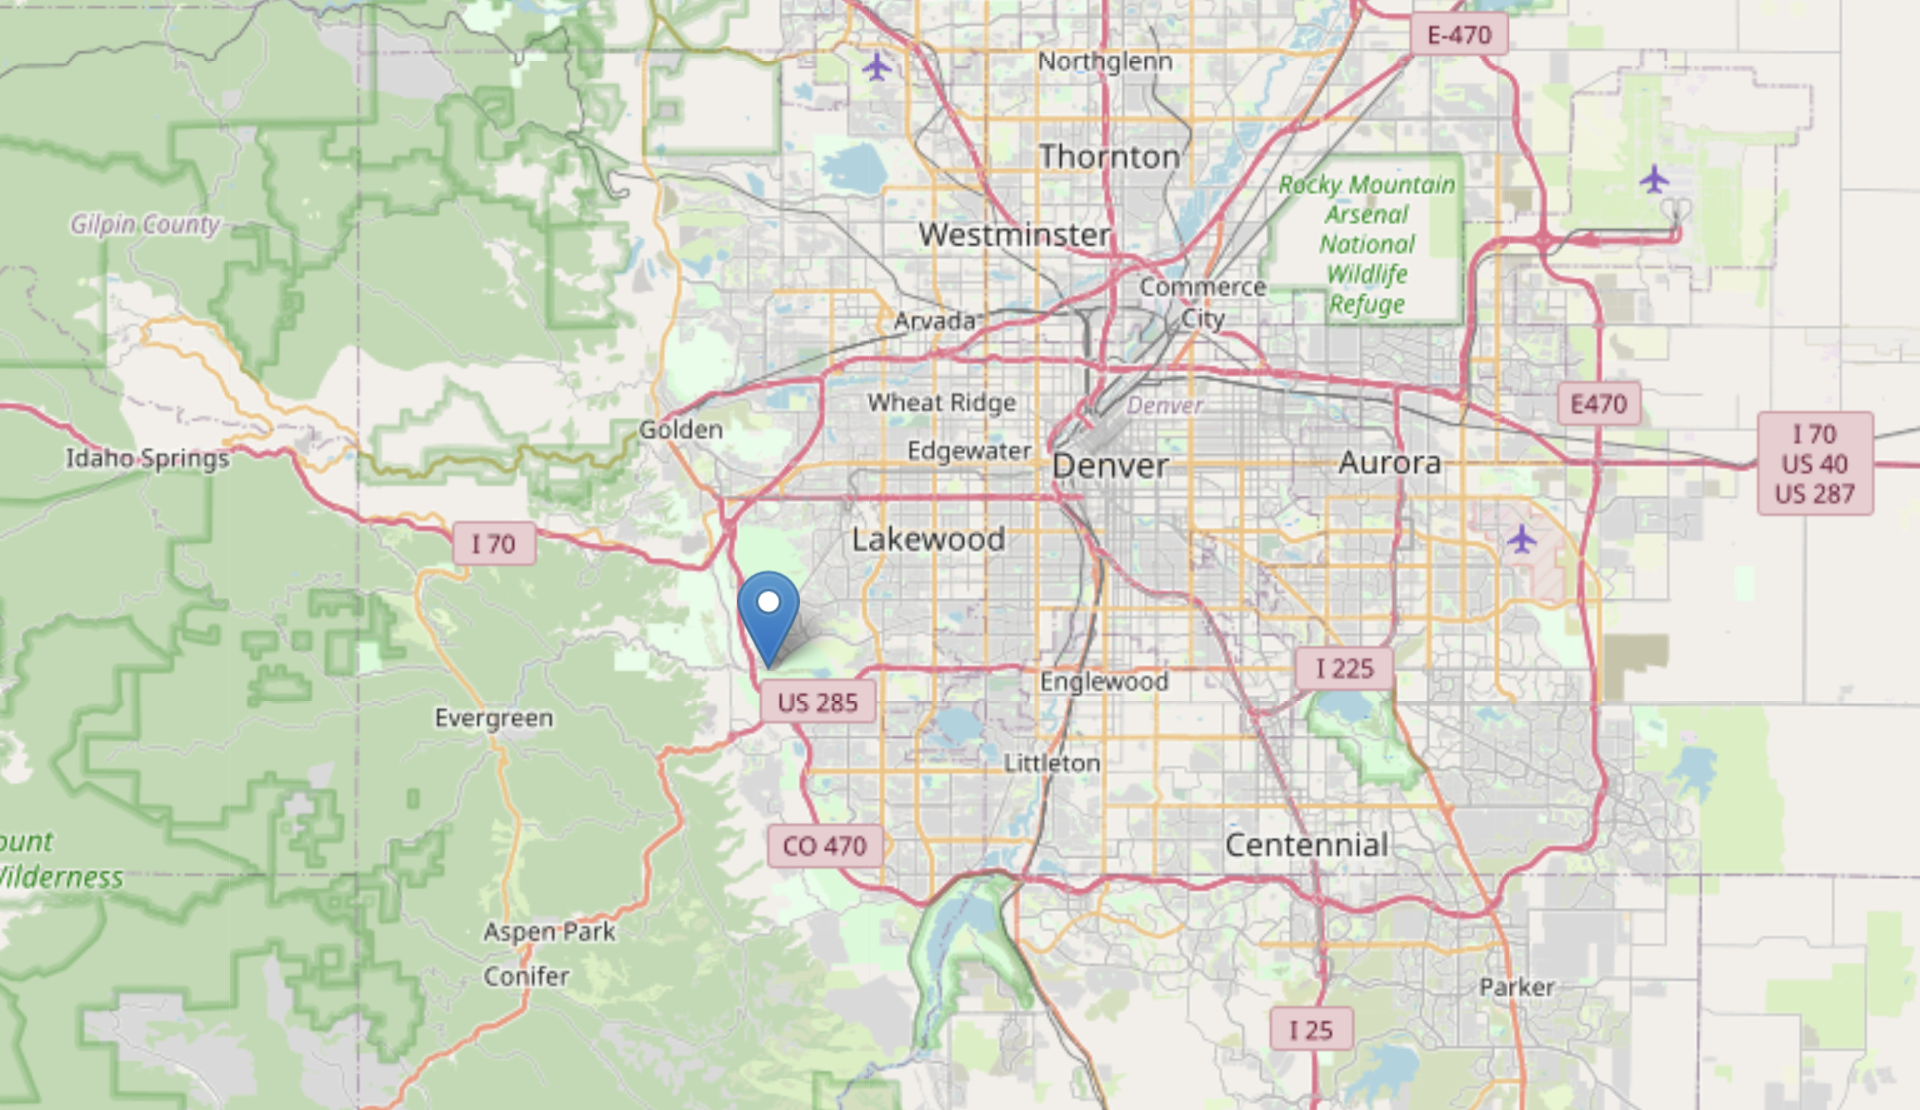 E-470
Northglenn
Thornton
Rocky Mountain
Arsenal
National
Wildlife
Refuge
Gilpin County
Westminster
Commerce
City
Arvada
Wheat Ridge
Denver
E470
Golden
I 70
US 40
US 287
Idaho Springs
Edgewater
Denver
Aurora
I 70
Lakewood
I 225
Englewood
US 285
Evergreen
Littleton
CO 470
Centennial
ount
Wilderness
Aspen Park
Conifer
Parker
I 25